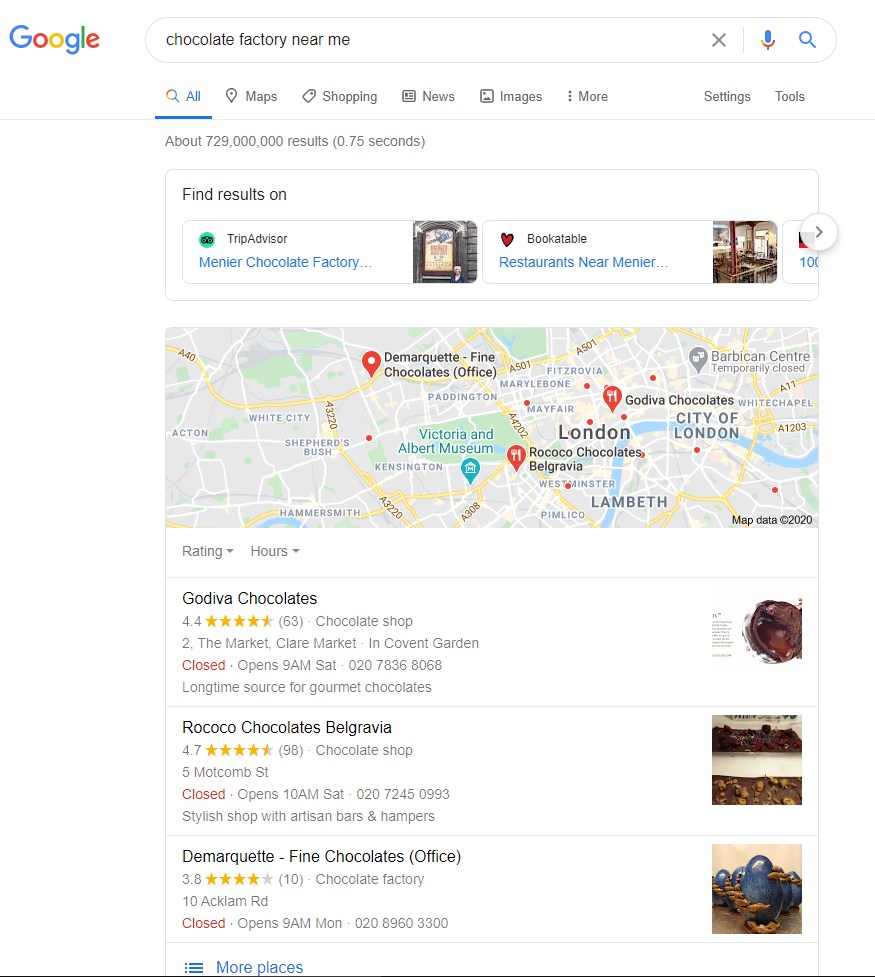 Google
chocolate factory near me
All Maps Shopping News Images More Settings Tools
About 729,000,000 results (0.75 seconds)
Find results on
TripAdvisor
Menier Chocolate Factory…
Bookatable
Restaurants Near Menier…
100
A40
A501
Demarquette - Fine
Chocolates (Office)
A501
FITZROVIA
MARYLEBONE
Barbican Centre
Temporarily closed
A11
PADDINGTON
Godiva Chocolates
WHITECHAPEL
MAYFAIR
43220
WHITE CITY
A4202
CITY OF
LONDON
A1203
ACTON
SHEPHERD'S
BUSH
Victoria and
Albert Museum
London
Rococo Chocolates
Belgravia
KENSINGTON
WESTMINSTER
LAMBETH
HAMMERSMITH
A3220
A308
PIMLICO
Map data ©2020
Rating Hours
Godiva Chocolates
4.4 (63) · Chocolate shop
2, The Market, Clare Market · In Covent Garden
Closed · Opens 9AM Sat · 020 7836 8068
Longtime source for gourmet chocolates
Rococo Chocolates Belgravia
4.7 (98) · Chocolate shop
5 Motcomb St
Closed · Opens 10AM Sat · 020 7245 0993
Stylish shop with artisan bars & hampers
Demarquette - Fine Chocolates (Office)
3.8 (10) · Chocolate factory
10 Acklam Rd
Closed · Opens 9AM Mon · 020 8960 3300
More places